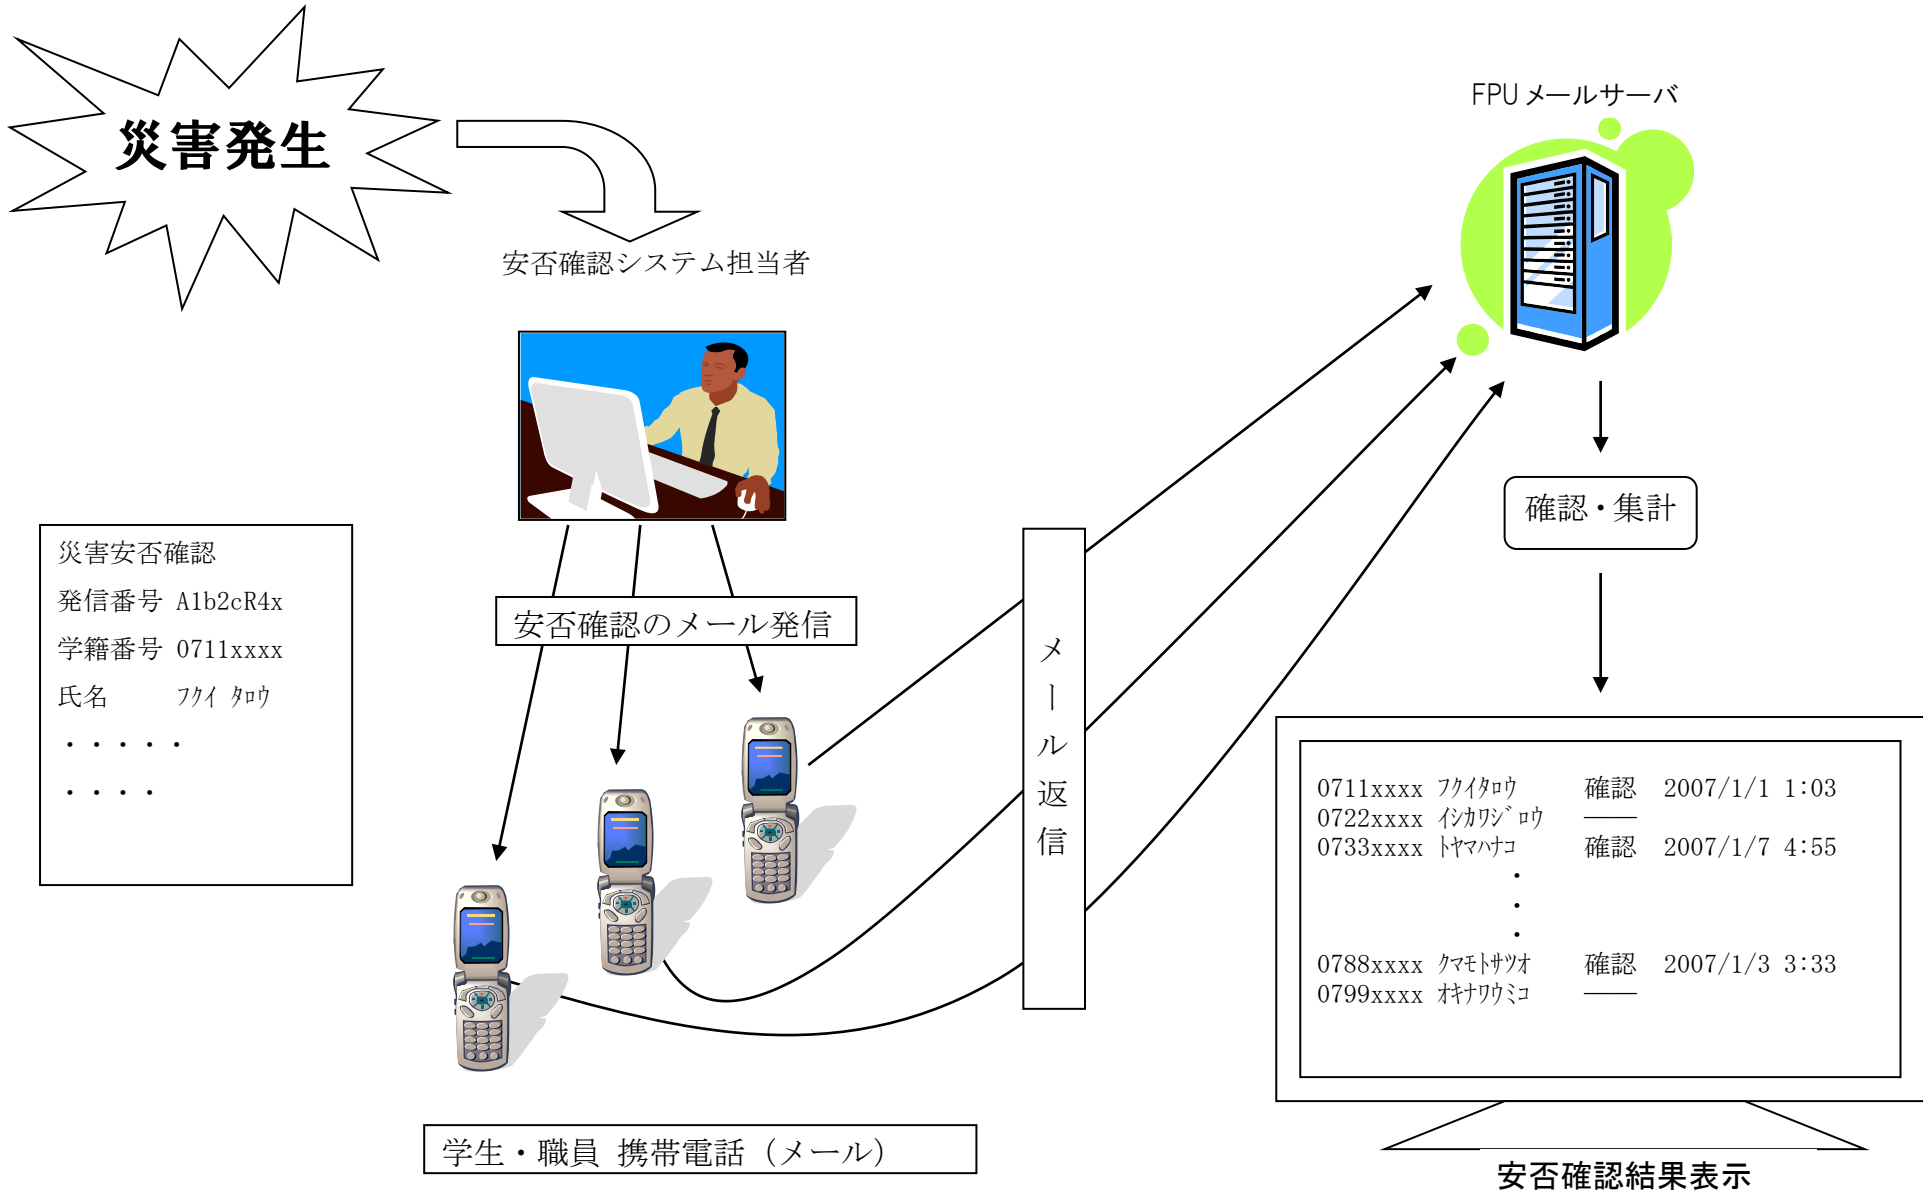 災害発生
FPUメールサーバ
安否確認システム担当者
確認・集計
災害安否確認
発信番号 A1b2cR4x
学籍番号 0711xxxx
氏名 ﾌｸｲ ﾀﾛｳ
・・・・・
・・・・
安否確認のメール発信
メール返信
0711xxxx ﾌｸｲﾀﾛｳ 確認 2007/1/1 1:03
0722xxxx ｲｼｶﾜｼﾞﾛｳ ――
0733xxxx ﾄﾔﾏﾊﾅｺ 確認 2007/1/7 4:55
・
・
・
0788xxxx ｸﾏﾓﾄｻﾂオ 確認 2007/1/3 3:33
0799xxxx ｵｷﾅﾜｳﾐｺ ――
学生・職員 携帯電話（メール）
安否確認結果表示